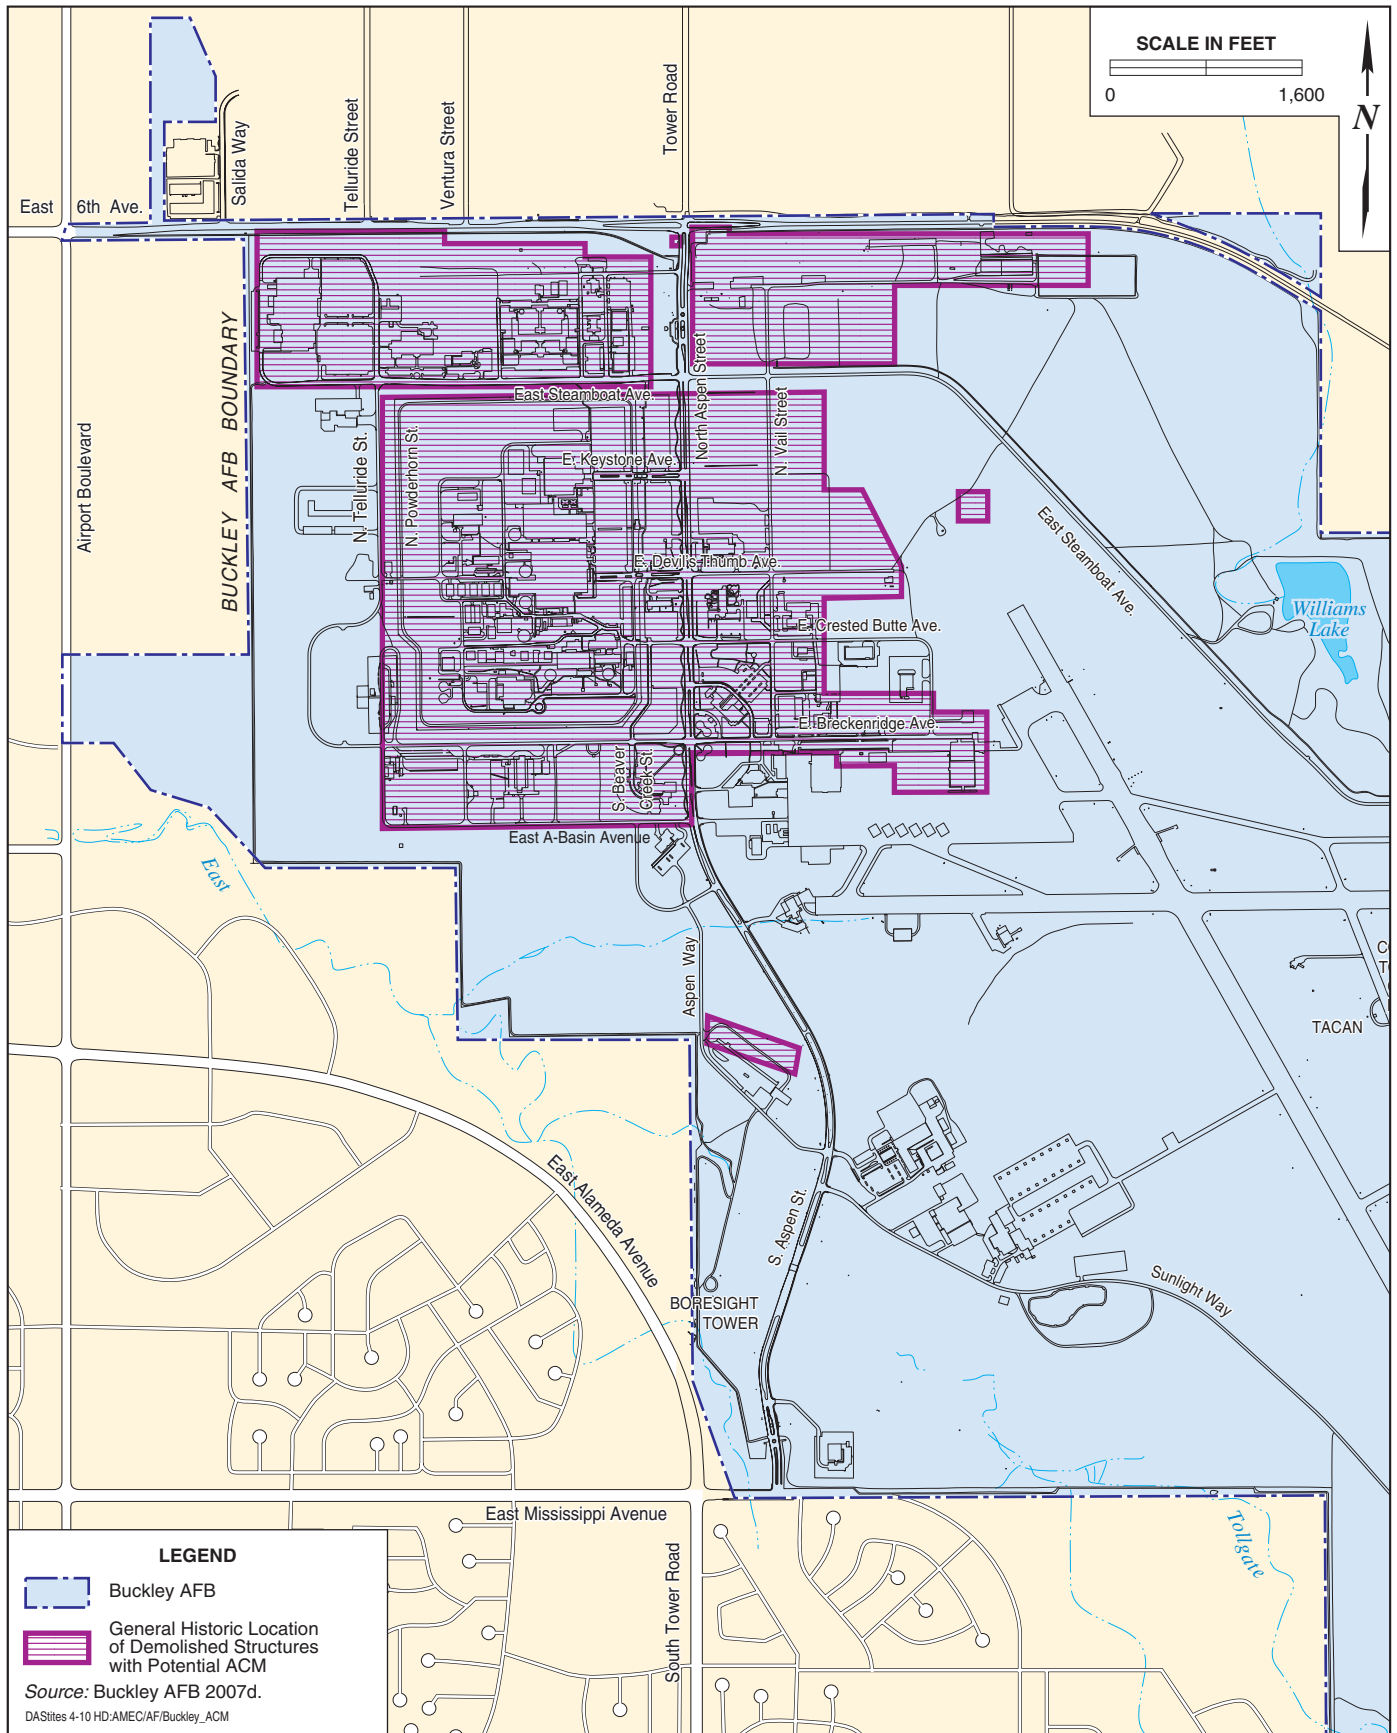 SCALE IN FEET
0
1,600
N
Salida Way
Telluride Street
Ventura Street
Tower Road
East 6th Ave.
BUCKLEY AFB BOUNDARY
Airport Boulevard
East Steamboat Ave.
North Aspen Street
N. Vail Street
N. Telluride St.
N. Powderhorn St.
E. Keystone Ave.
E. Devil's Thumb Ave.
East Steamboat Ave.
Williams
Lake
E. Crested Butte Ave.
E. Breckenridge Ave.
S. Beaver
Creek St.
East A-Basin Avenue
East
Aspen Way
C
T
TACAN
East Alameda Avenue
S. Aspen St.
BORESIGHT
TOWER
Sunlight Way
East Mississippi Avenue
South Tower Road
Tollgate
LEGEND
Buckley AFB
General Historic Location
of Demolished Structures
with Potential ACM
Source: Buckley AFB 2007d.
DAStites 4-10 HD:AMEC/AF/Buckley_ACM